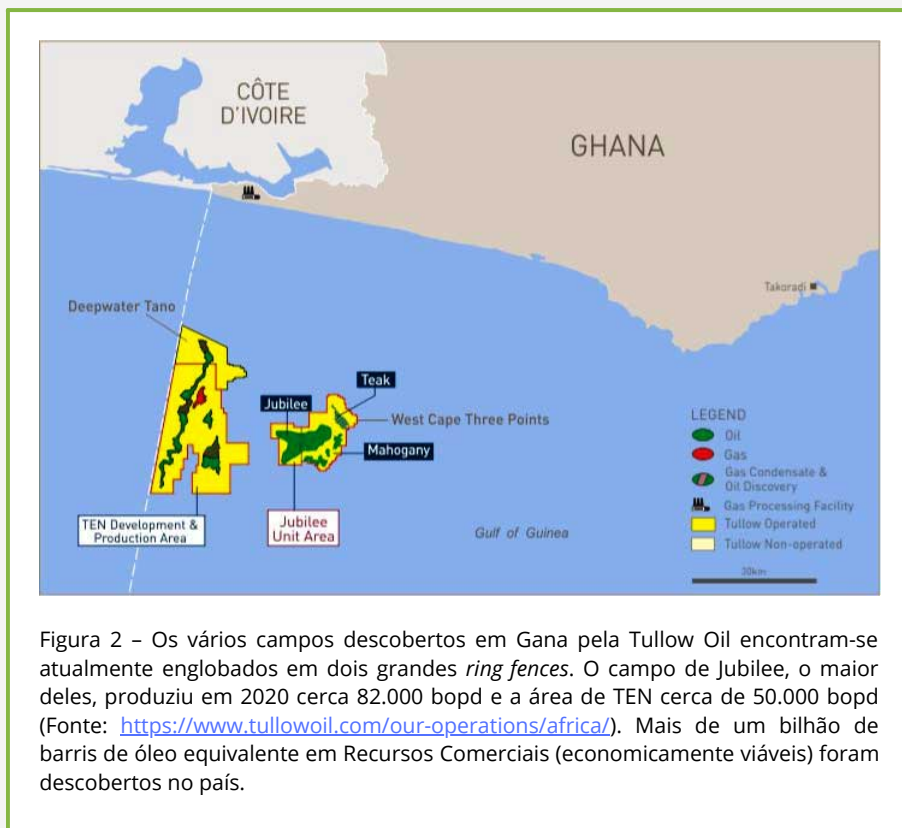 CÔTE
D'IVOIRE
GHANA
Takoradi
Deepwater Tano
Teak
Jubilee
West Cape Three Points
Mahogany
LEGEND
Oil
Gas
Gas Condensate &
Oil Discovery
Gas Processing Facility
Tullow Operated
Tullow Non-operated
TEN Development &
Production Area
Jubilee
Unit Area
Gulf of Guinea
Figura 2 – Os vários campos descobertos em Gana pela Tullow Oil encontram-se
atualmente englobados em dois grandes ring fences. O campo de Jubilee, o maior
deles, produziu em 2020 cerca 82.000 bopd e a área de TEN cerca de 50.000 bopd
(Fonte: https://www.tullowoil.com/our-operations/africa/). Mais de um bilhão de
barris de óleo equivalente em Recursos Comerciais (economicamente viáveis) foram
descobertos no país.